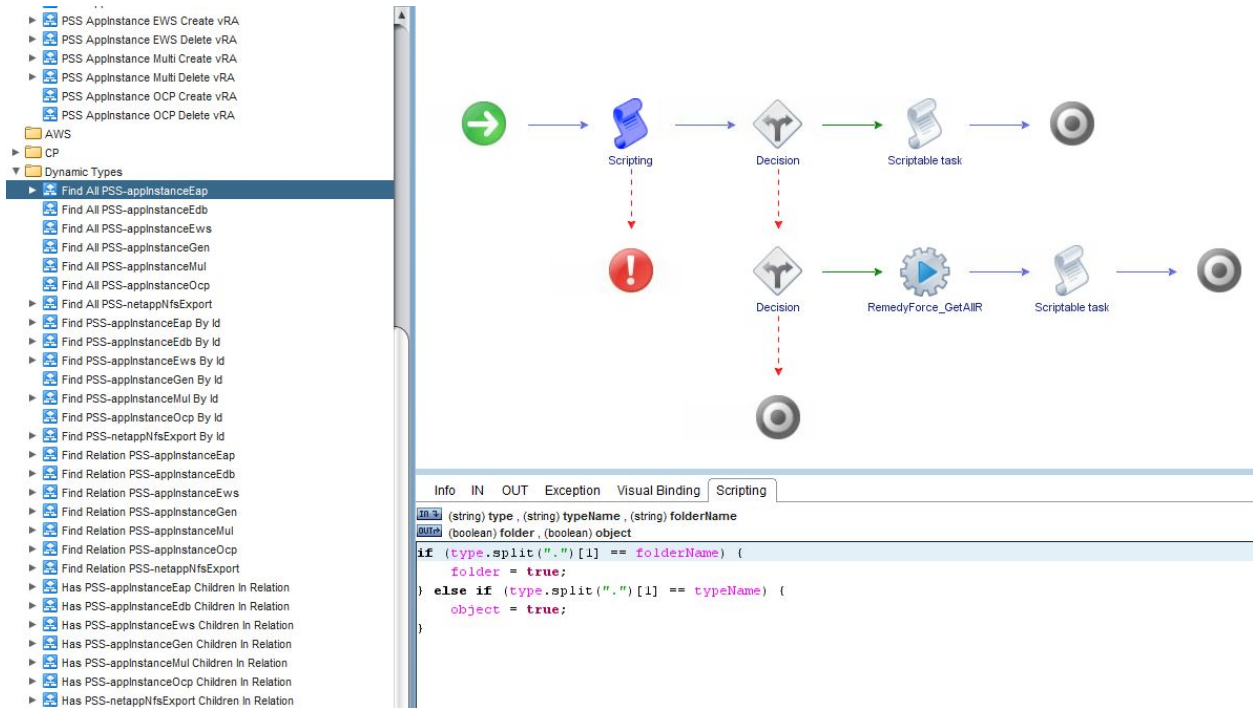 PSS AppInstance EWS Create vRA
PSS AppInstance EWS Delete vRA
PSS AppInstance Multi Create vRA
PSS AppInstance Multi Delete vRA
PSS AppInstance OCP Create vRA
PSS AppInstance OCP Delete vRA
AWS
CP
Dynamic Types
Find All PSS-appInstanceEap
Find All PSS-appInstanceEdb
Find All PSS-appInstanceEws
Find All PSS-appInstanceGen
Find All PSS-appInstanceMul
Find All PSS-appInstanceOcp
Find All PSS-netappNfsExport
Find PSS-appInstanceEap By Id
Find PSS-appInstanceEdb By Id
Find PSS-appInstanceEws By Id
Find PSS-appInstanceGen By Id
Find PSS-appInstanceMul By Id
Find PSS-appInstanceOcp By Id
Find PSS-netappNfsExport By Id
Find Relation PSS-appInstanceEap
Find Relation PSS-appInstanceEdb
Find Relation PSS-appInstanceEws
Find Relation PSS-appInstanceGen
Find Relation PSS-appInstanceMul
Find Relation PSS-appInstanceOcp
Find Relation PSS-netappNfsExport
Has PSS-appInstanceEap Children In Relation
Has PSS-appInstanceEdb Children In Relation
Has PSS-appInstanceEws Children In Relation
Has PSS-appInstanceGen Children In Relation
Has PSS-appInstanceMul Children In Relation
Has PSS-appInstanceOcp Children In Relation
Has PSS-netappNfsExport Children In Relation
Scripting
Decision
Scriptable task
Decision
RemedyForce_GetAllR
Scriptable task
Info IN OUT Exception Visual Binding Scripting
IN (string) type , (string) typeName , (string) folderName
OUT (boolean) folder , (boolean) object
if (type.split(".")[1] == folderName) {
folder = true;
} else if (type.split(".")[1] == typeName) {
object = true;
}